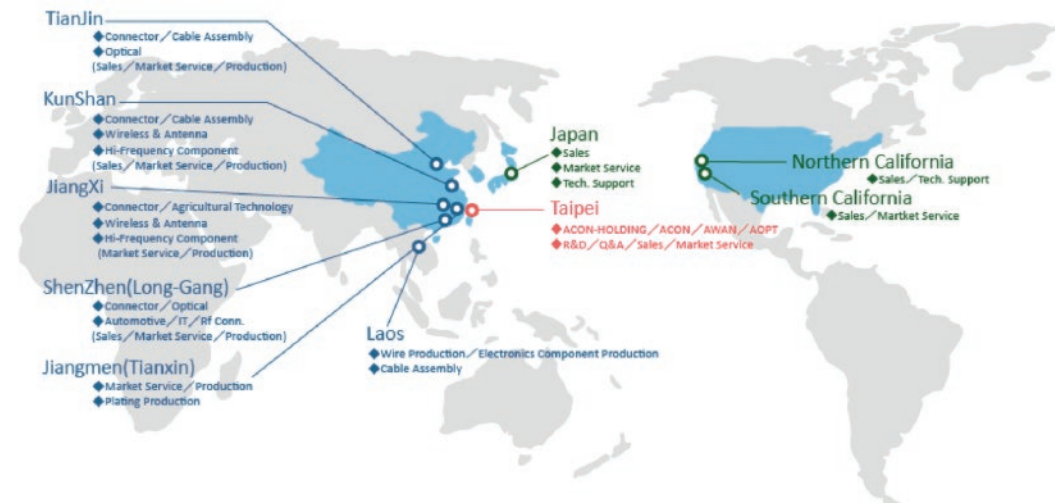 TianJin
◆Connector／Cable Assembly
◆Optical
(Sales／Market Service／Production)
KunShan
◆Connector／Cable Assembly
◆Wireless & Antenna
◆Hi-Frequency Component
(Sales／Market Service／Production)
JiangXi
◆Connector／Agricultural Technology
◆Wireless & Antenna
◆Hi-Frequency Component
(Market Service／Production)
ShenZhen(Long-Gang)
◆Connector／Optical
◆Automotive／IT／Rf Conn.
(Sales／Market Service／Production)
Jiangmen(Tianxin)
◆Market Service／Production
◆Plating Production
Laos
◆Wire Production／Electronics Component Production
◆Cable Assembly
Japan
◆Sales
◆Market Service
◆Tech. Support
Taipei
◆ACON-HOLDING／ACON／AWAN／AOPT
◆R&D／Q&A／Sales／Market Service
Northern California
◆Sales／Tech. Support
Southern California
◆Sales／Martket Service